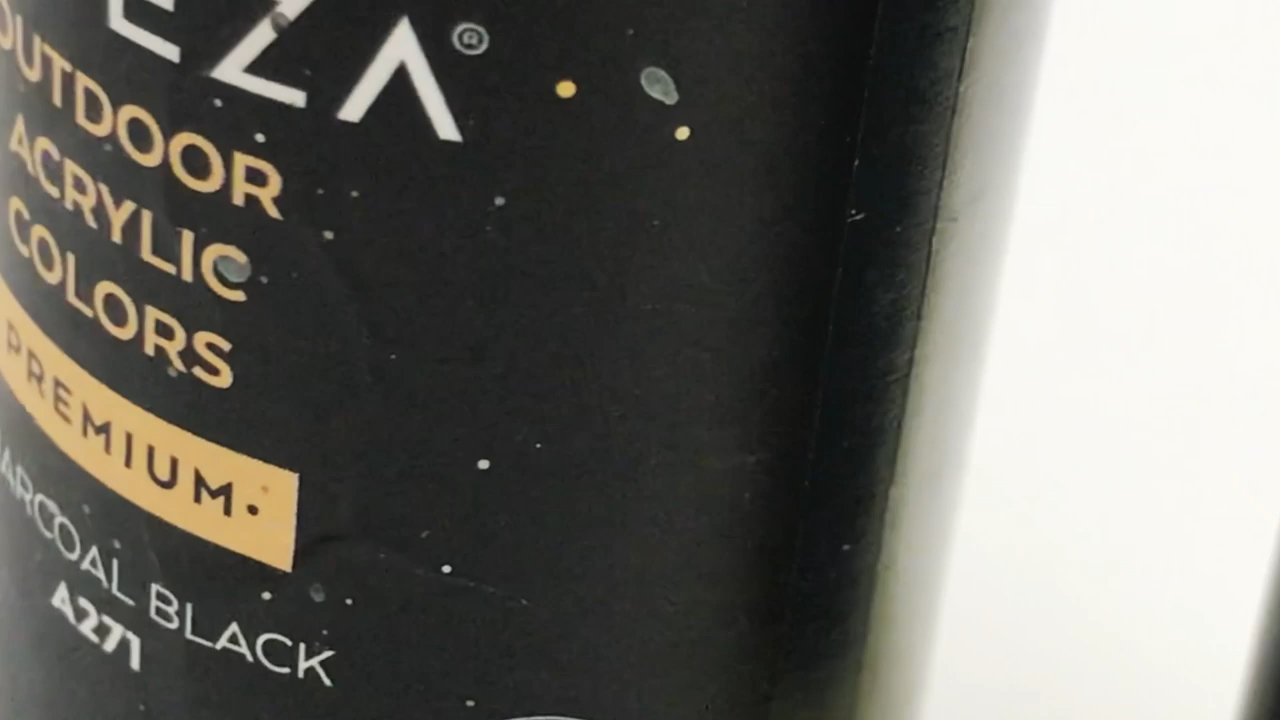 EZA®
OUTDOOR
ACRYLIC
COLORS
PREMIUM•
ARCOAL BLACK
A271